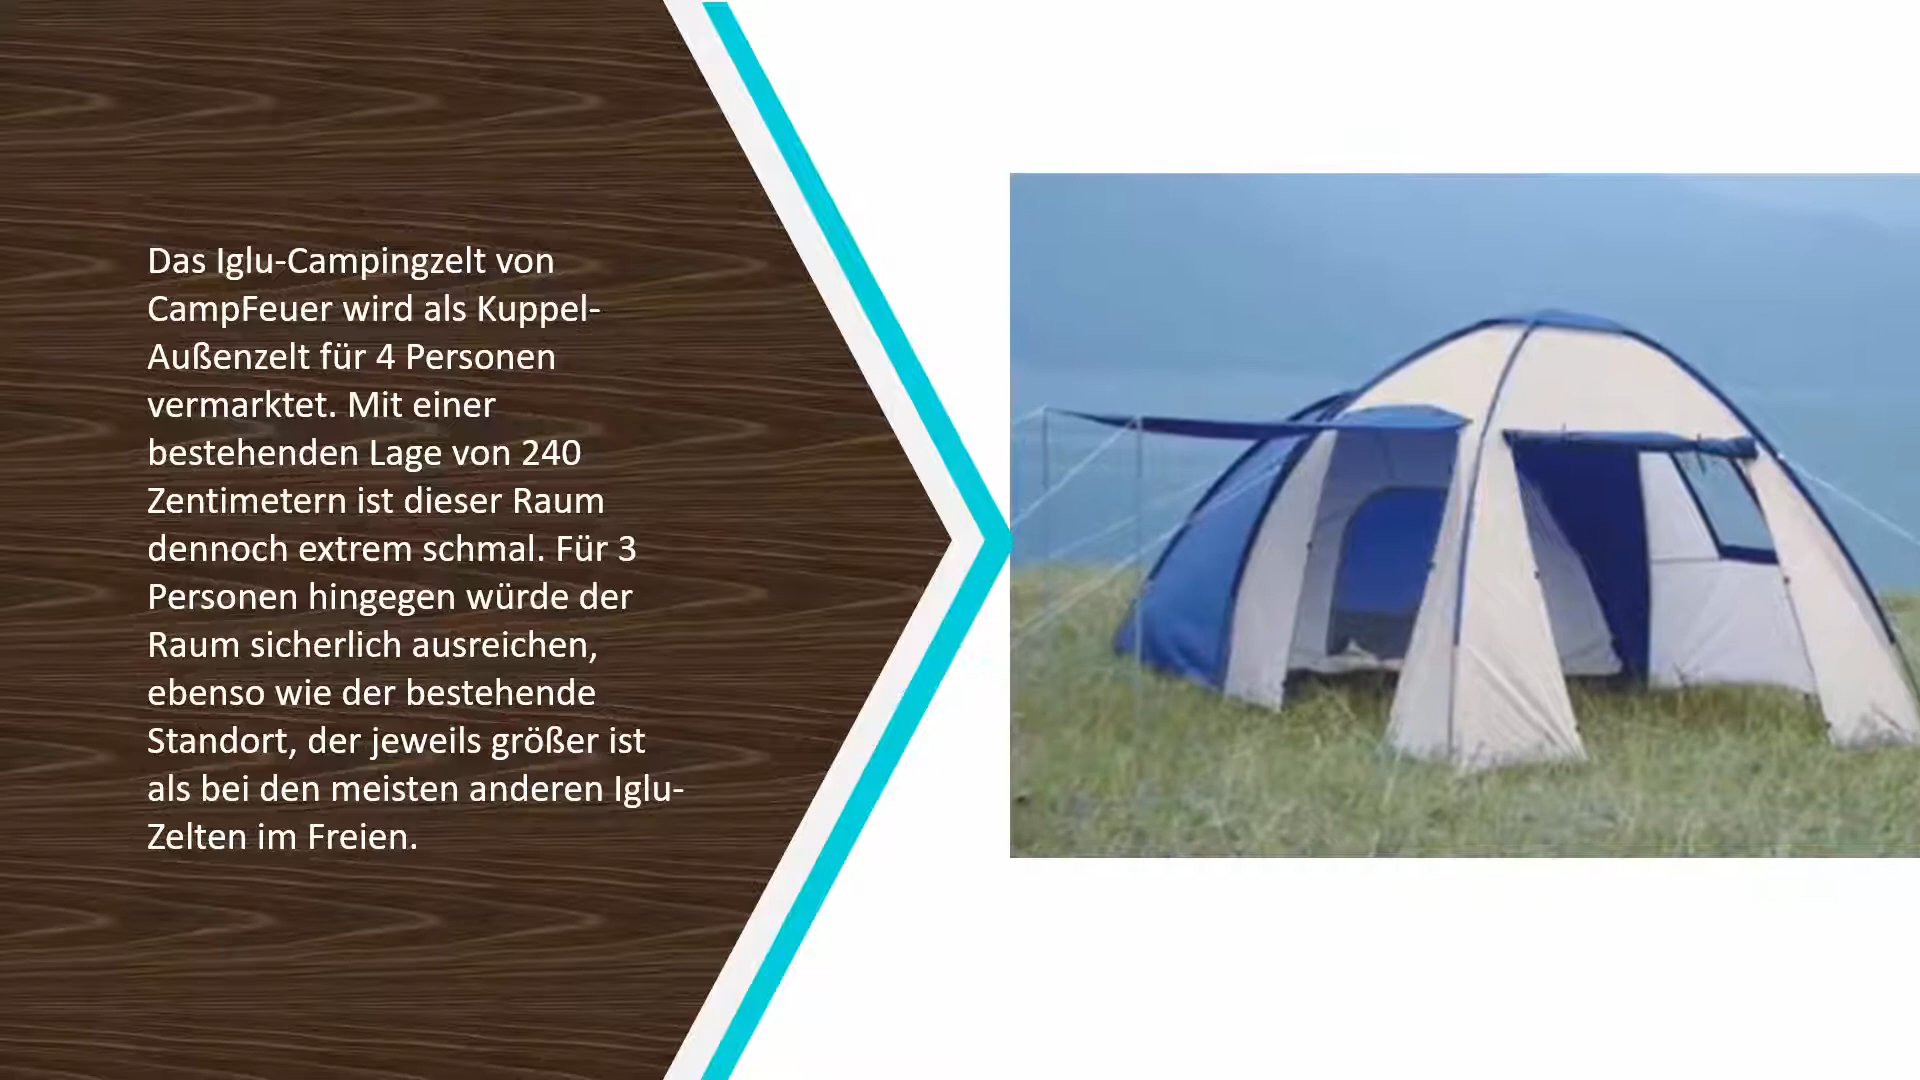 Das Iglu-Campingzelt von
CampFeuer wird als Kuppel-
Außenzelt für 4 Personen
vermarktet. Mit einer
bestehenden Lage von 240
Zentimetern ist dieser Raum
dennoch extrem schmal. Für 3
Personen hingegen würde der
Raum sicherlich ausreichen,
ebenso wie der bestehende
Standort, der jeweils größer ist
als bei den meisten anderen Iglu-
Zelten im Freien.